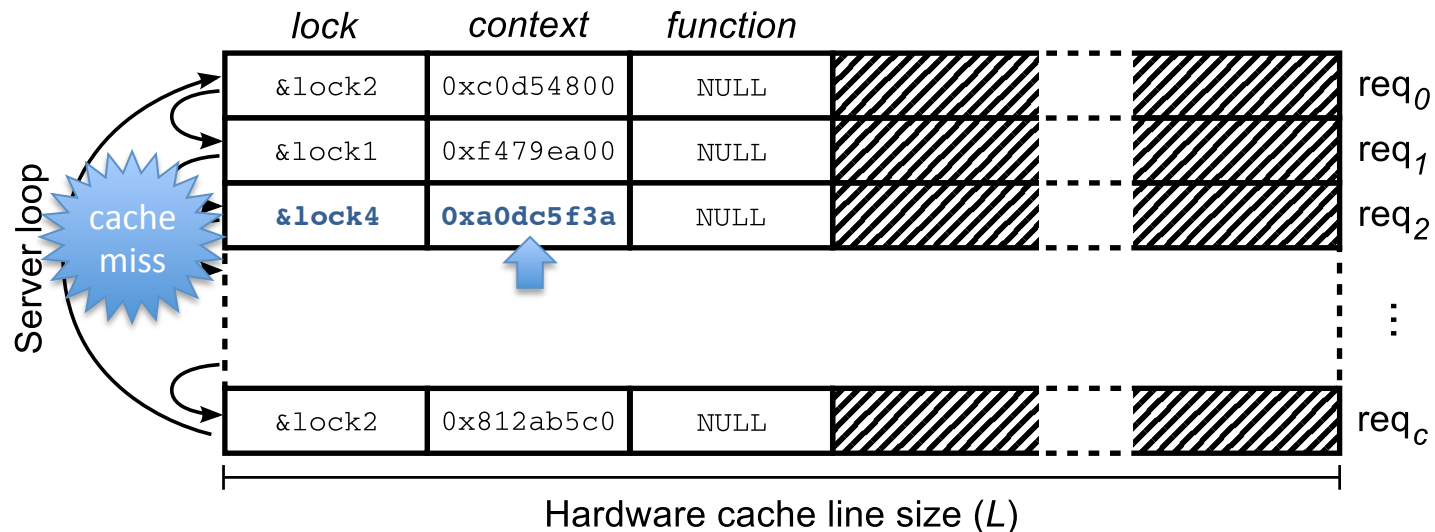 lock context function
&lock2 0xc0d54800 NULL req0
&lock1 0xf479ea00 NULL req1
&lock4 0xa0dc5f3a NULL req2
Server loop
cache
miss
...
&lock2 0x812ab5c0 NULL reqc
Hardware cache line size (L)